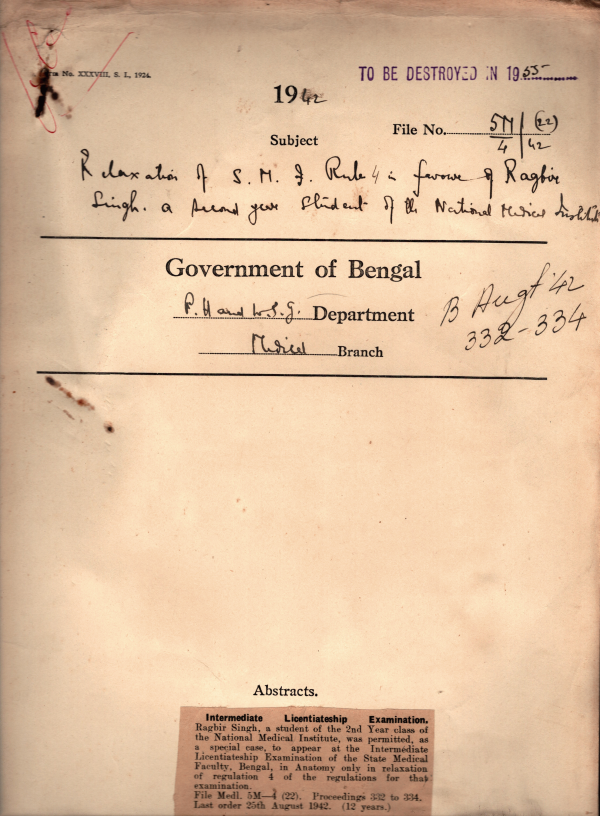 Form No. XXXVIII, S. I., 1924.
TO BE DESTROYED IN 1955
1942
File No. 5M/4 (22)/42
Subject
Relaxation of S. M. F. Rule 4 in favour of Ragbir
Singh. a second year student of the National Medical Institute
Government of Bengal
P. H and L. S. G. Department
Medical Branch
B Augt '42
332-334
Abstracts.
Intermediate Licentiateship Examination.
Ragbir Singh, a student of the 2nd Year class of
the National Medical Institute, was permitted, as
a special case, to appear at the Intermediate
Licentiateship Examination of the State Medical
Faculty, Bengal, in Anatomy only in relaxation
of regulation 4 of the regulations for that
examination.
File Medl. 5M—4 (22). Proceedings 332 to 334.
Last order 25th August 1942. (12 years.)